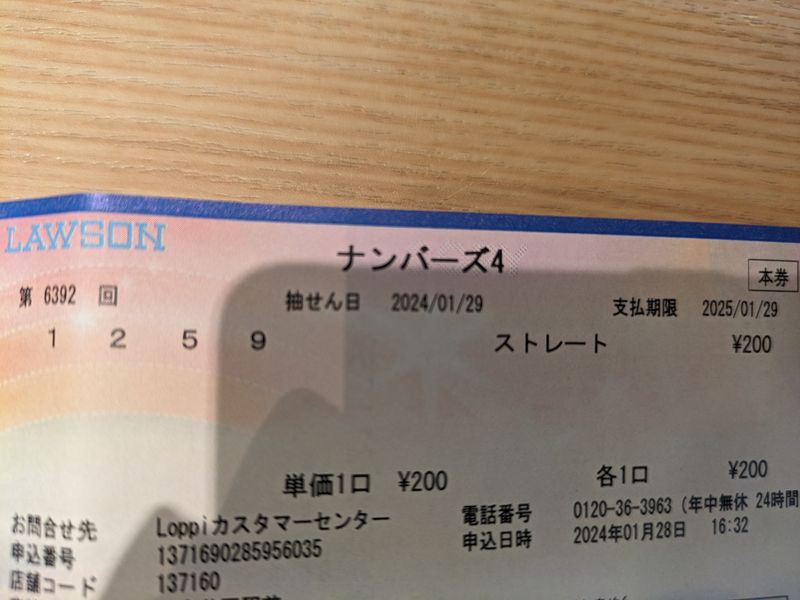 LAWSON
ナンバーズ4
本券
第 6392 回 抽せん日 2024/01/29 支払期限 2025/01/29
1 2 5 9 ストレート ¥200
単価1口 ¥200 各1口 ¥200
お問合せ先 Loppiカスタマーセンター 電話番号 0120-36-3963 (年中無休 24時間
申込番号 1371690285956035 申込日時 2024年01月28日 16:32
店舗コード 137160